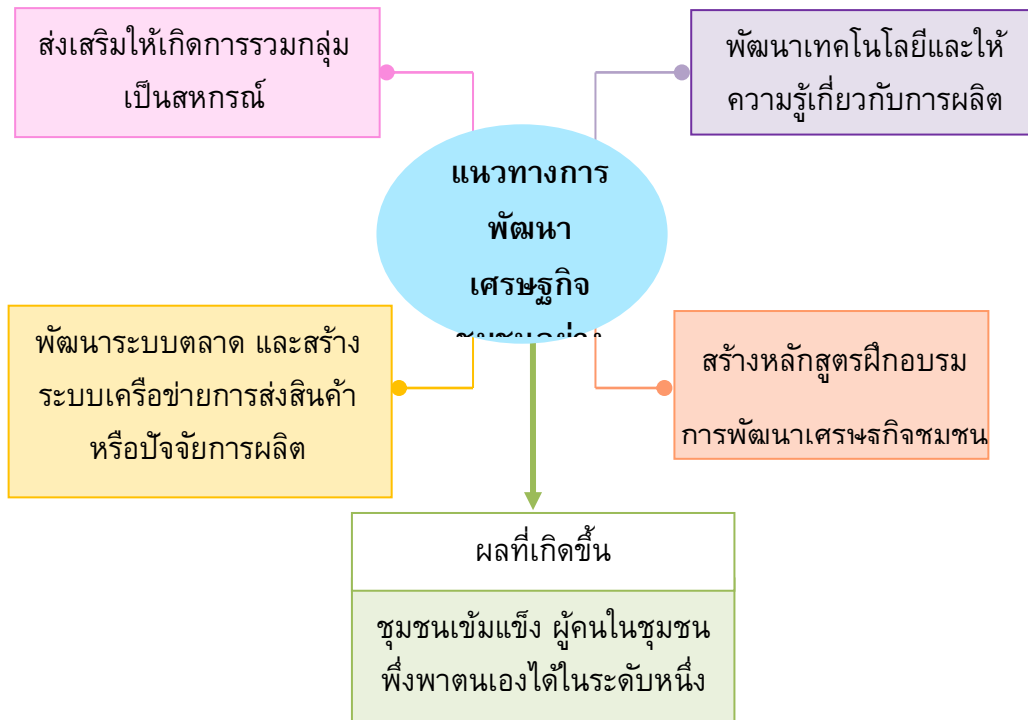 ส่งเสริมให้เกิดการรวมกลุ่ม
เป็นสหกรณ์
พัฒนาเทคโนโลยีและให้
ความรู้เกี่ยวกับการผลิต
แนวทางการ
พัฒนา
เศรษฐกิจ
ชุมชนอย่าง
พัฒนาระบบตลาด และสร้าง
ระบบเครือข่ายการส่งสินค้า
หรือปัจจัยการผลิต
สร้างหลักสูตรฝึกอบรม
การพัฒนาเศรษฐกิจชุมชน
ผลที่เกิดขึ้น
ชุมชนเข้มแข็ง ผู้คนในชุมชน
พึ่งพาตนเองได้ในระดับหนึ่ง